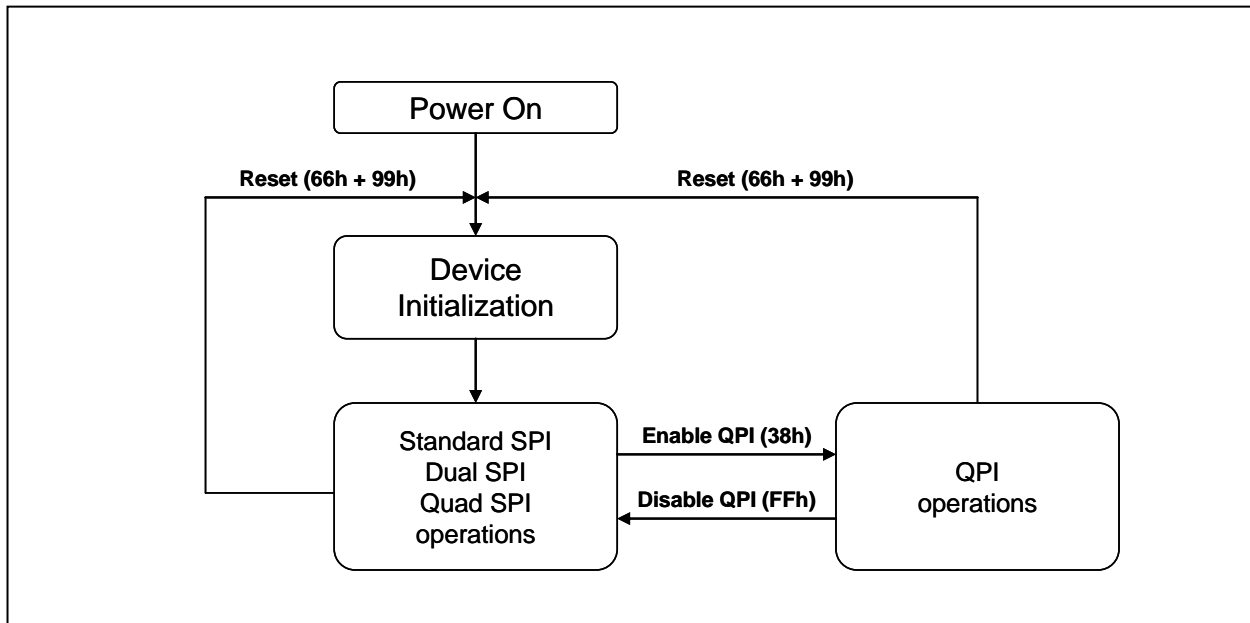 Power On
Reset (66h + 99h)
Reset (66h + 99h)
Device
Initialization
Standard SPI
Dual SPI
Quad SPI
operations
Enable QPI (38h)
Disable QPI (FFh)
QPI
operations